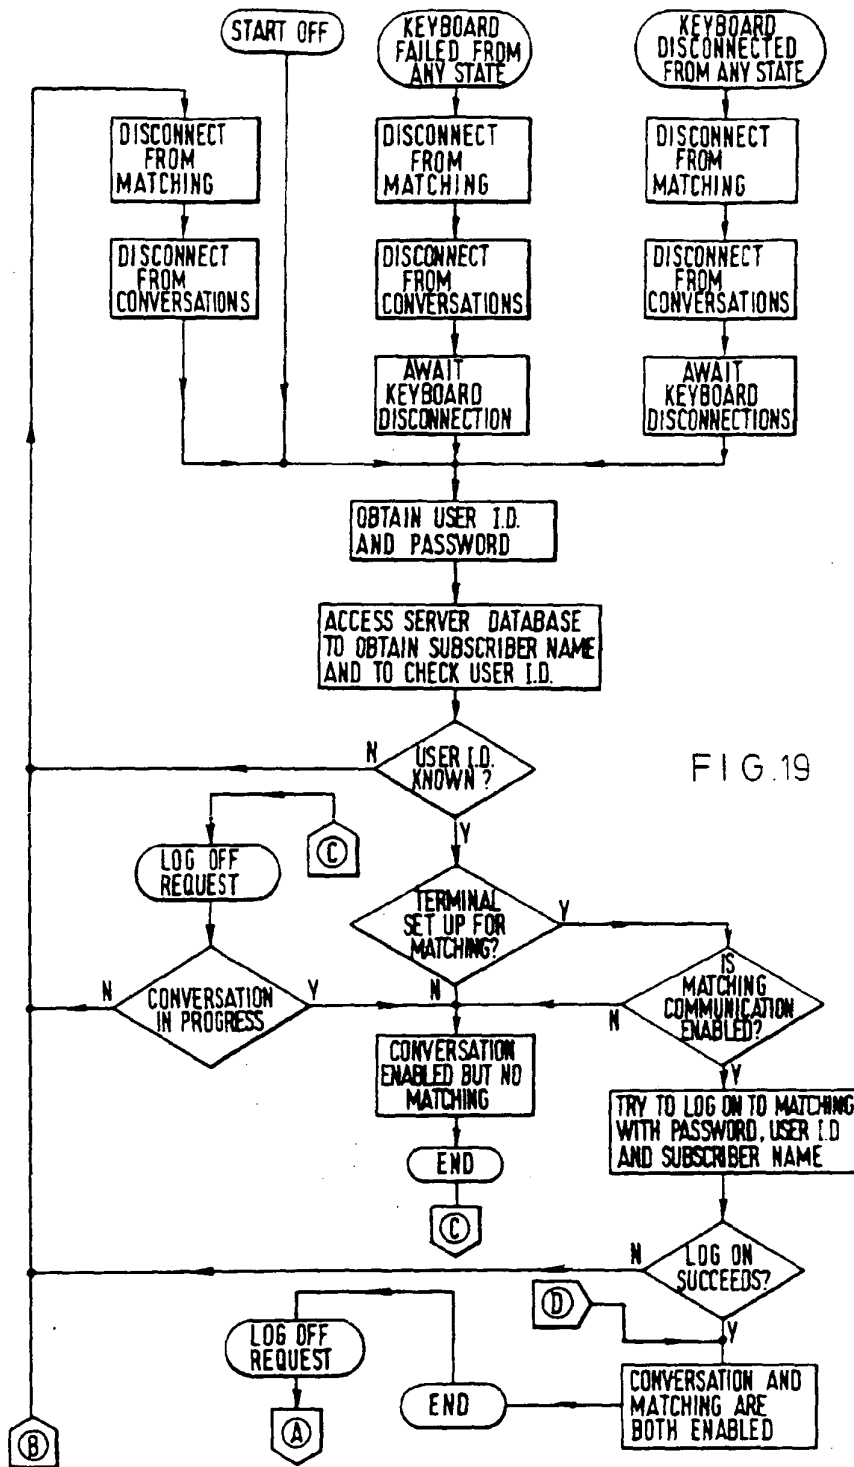 START OFF
KEYBOARD
FAILED FROM
ANY STATE
KEYBOARD
DISCONNECTED
FROM ANY STATE
DISCONNECT
FROM
MATCHING
DISCONNECT
FROM
MATCHING
DISCONNECT
FROM
MATCHING
DISCONNECT
FROM
CONVERSATIONS
DISCONNECT
FROM
CONVERSATIONS
DISCONNECT
FROM
CONVERSATIONS
AWAIT
KEYBOARD
DISCONNECTION
AWAIT
KEYBOARD
DISCONNECTIONS
OBTAIN USER I.D.
AND PASSWORD
ACCESS SERVER DATABASE
TO OBTAIN SUBSCRIBER NAME
AND TO CHECK USER I.D.
N
USER I.D.
KNOWN ?
FIG.19
Y
C
LOG OFF
REQUEST
TERMINAL
SET UP FOR
MATCHING?
Y
N
N
CONVERSATION
IN PROGRESS
Y
IS
MATCHING
COMMUNICATION
ENABLED?
N
Y
CONVERSATION
ENABLED BUT NO
MATCHING
TRY TO LOG ON TO MATCHING
WITH PASSWORD, USER I.D
AND SUBSCRIBER NAME
END
C
N
LOG ON
SUCCEEDS?
D
Y
LOG OFF
REQUEST
END
CONVERSATION AND
MATCHING ARE
BOTH ENABLED
A
B